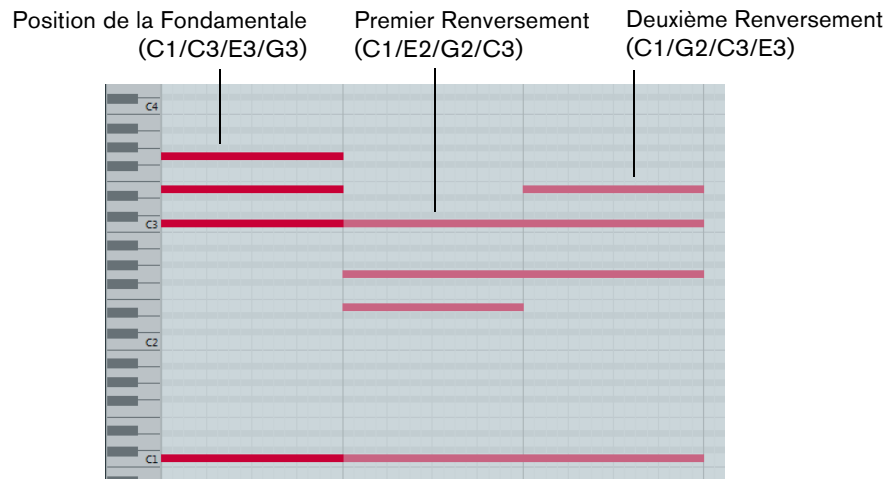 Position de la Fondamentale
(C1/C3/E3/G3)
Premier Renversement
(C1/E2/G2/C3)
Deuxième Renversement
(C1/G2/C3/E3)
C4
C3
C2
C1